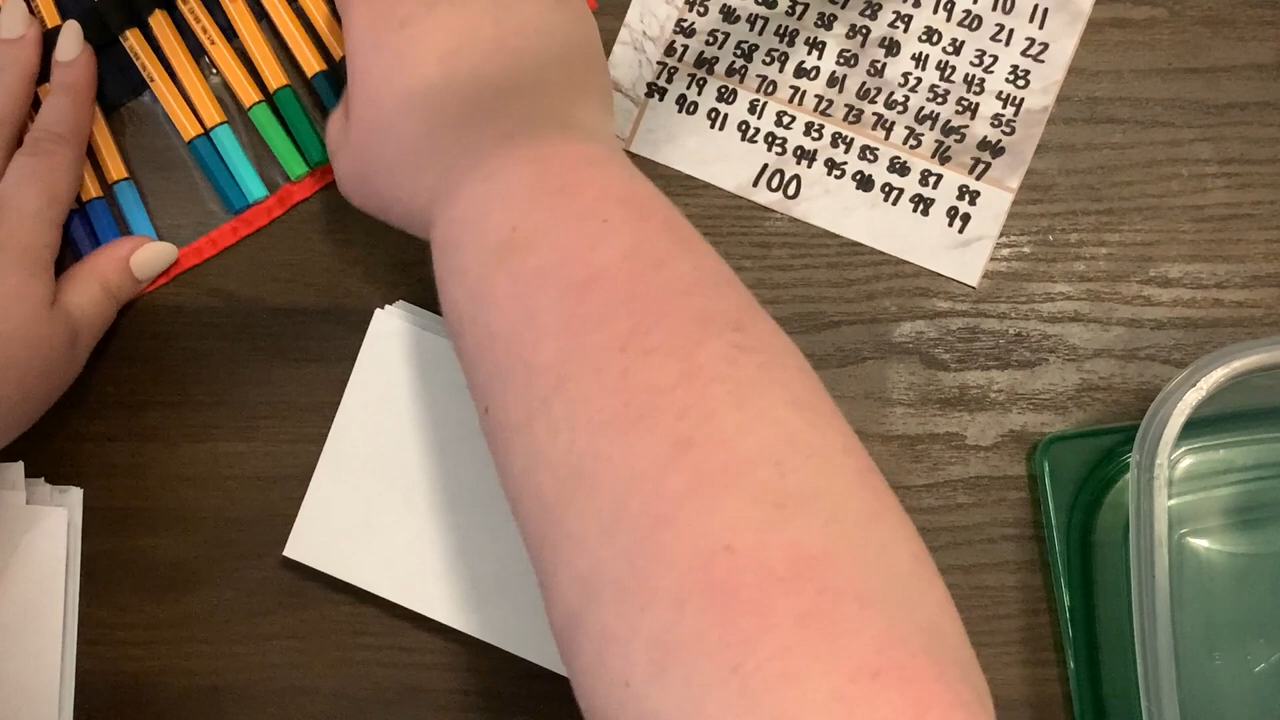 10 11
19 20 21 22
28 29 30 31 32 33
37 38 39 40 41 42 43 44
45 46 47 48 49 50 51 52 53 54 55
56 57 58 59 60 61 62 63 64 65 66
67 68 69 70 71 72 73 74 75 76 77
78 79 80 81 82 83 84 85 86 87 88
89 90 91 92 93 94 95 96 97 98 99
100